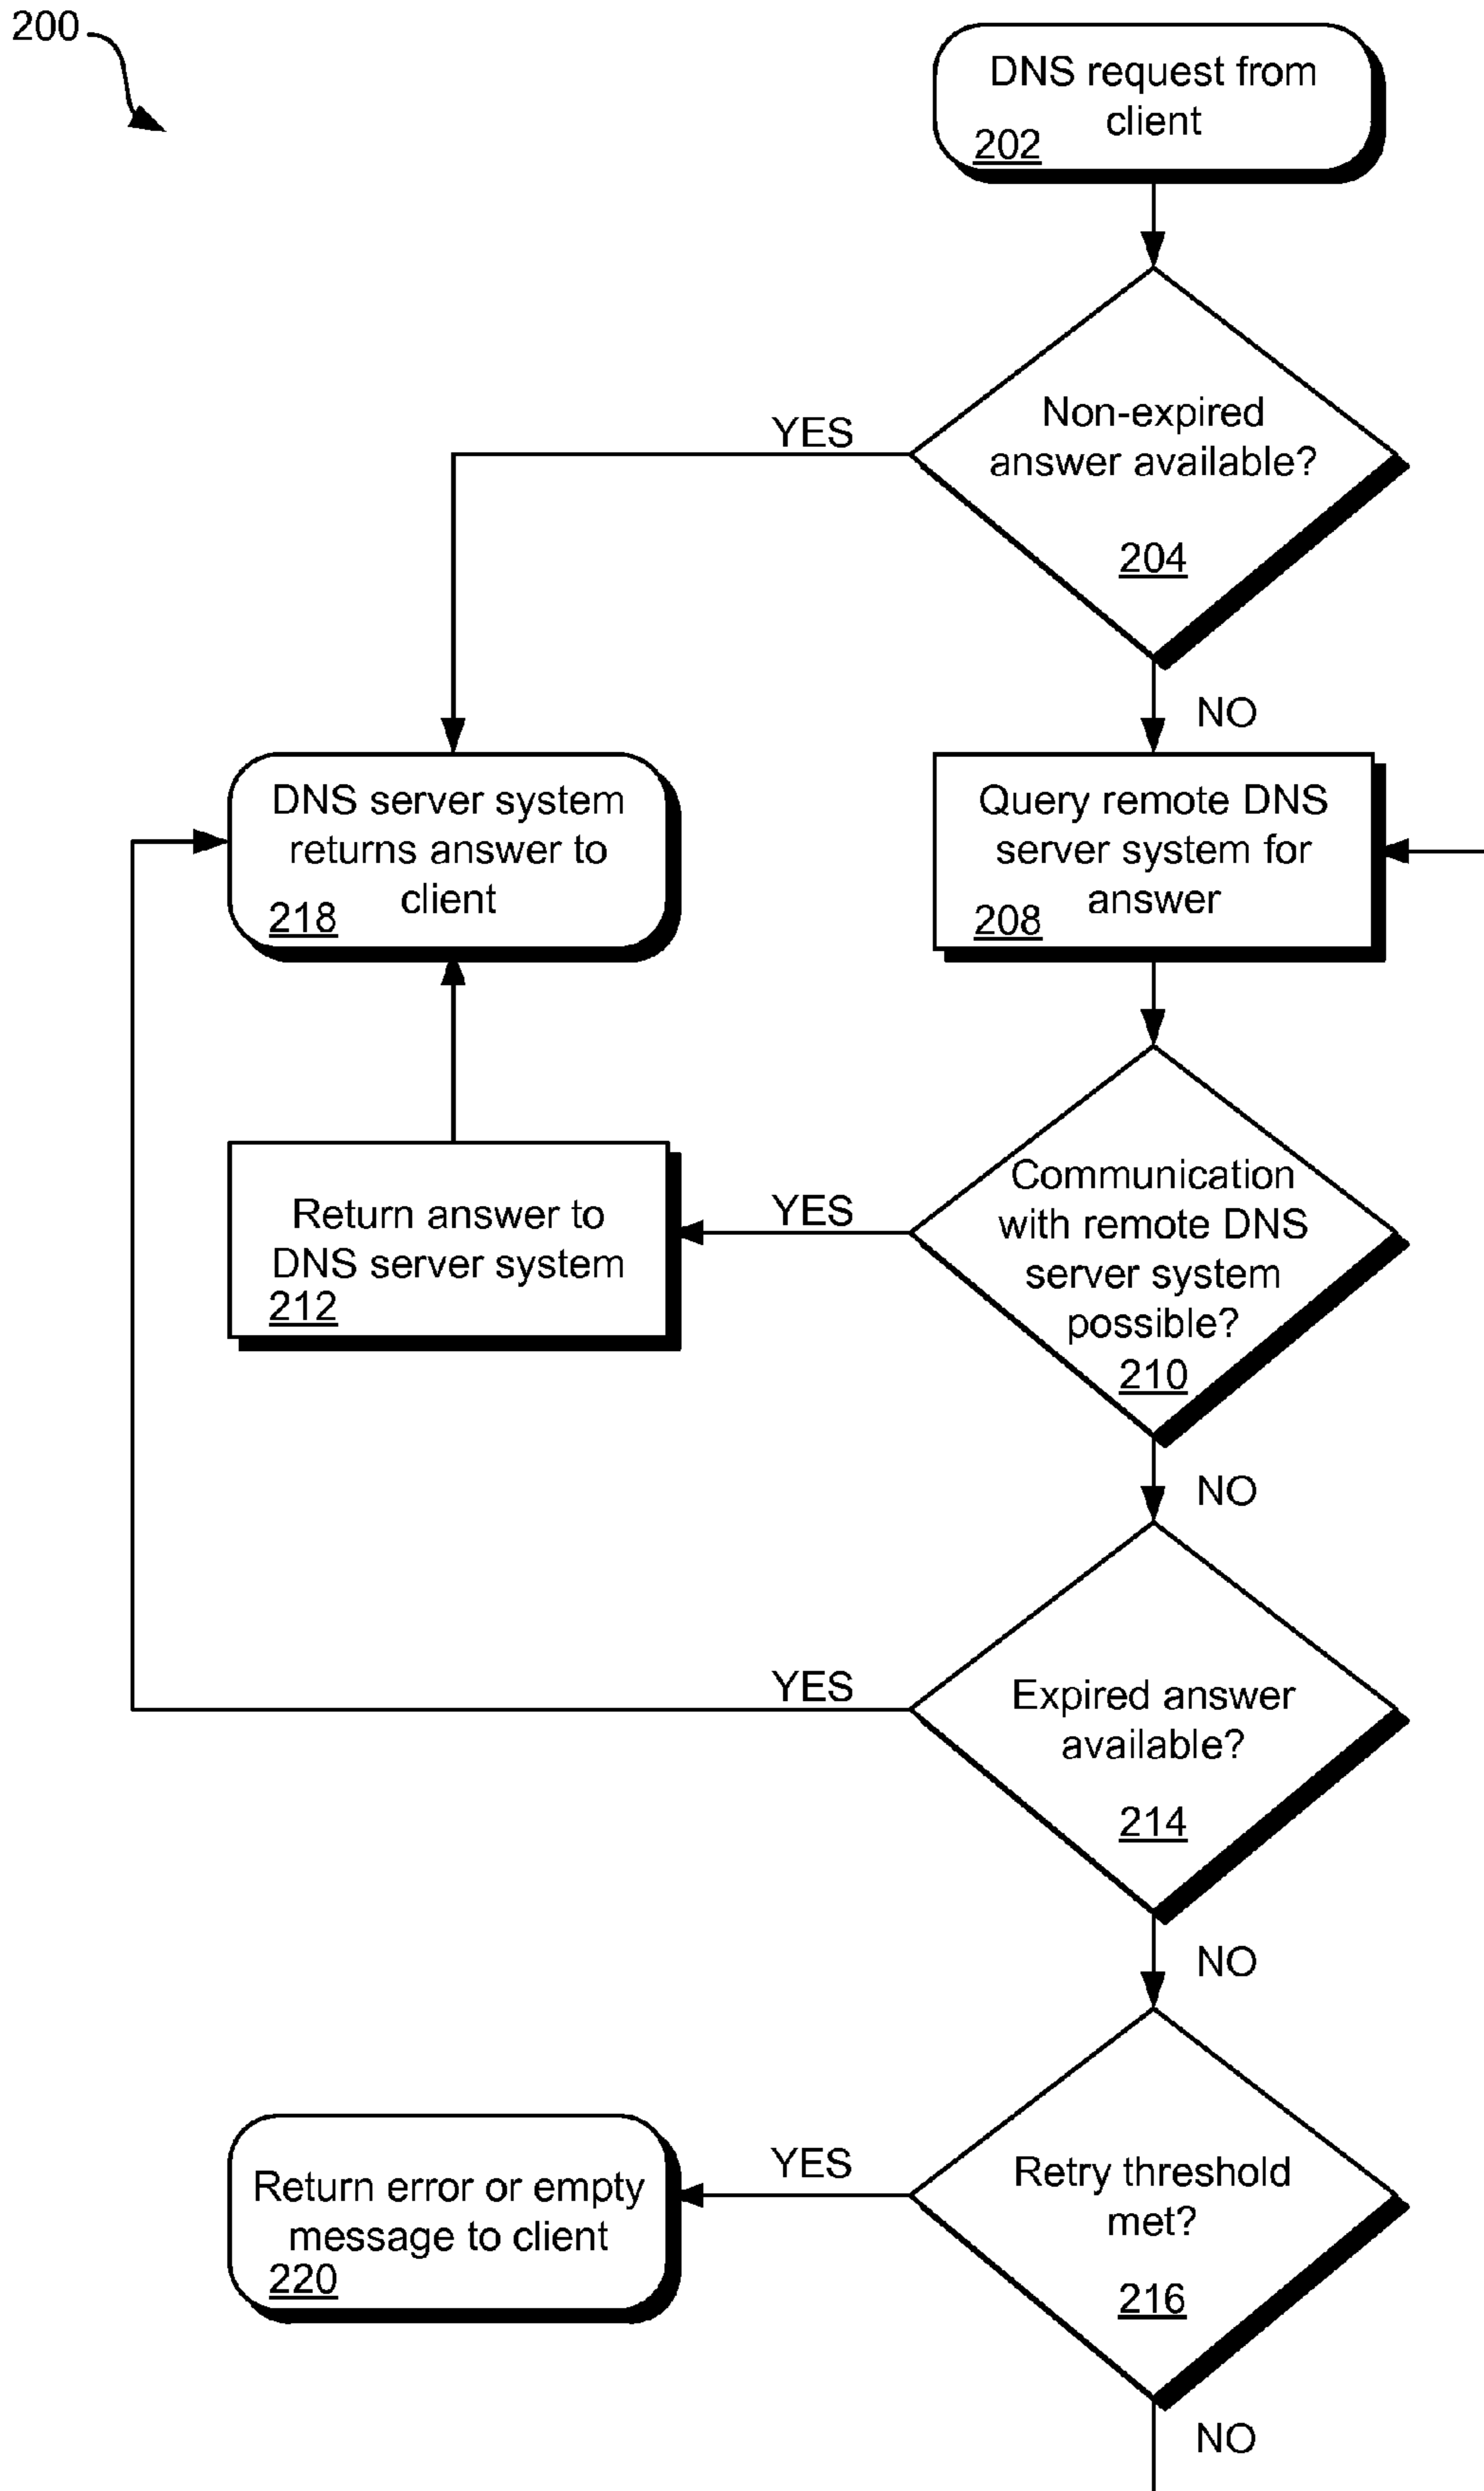 200
DNS request from
client
202
Non-expired
answer available?
204
YES
NO
DNS server system
returns answer to
client
218
Query remote DNS
server system for
answer
208
Communication
with remote DNS
server system
possible?
210
YES
Return answer to
DNS server system
212
NO
Expired answer
available?
214
YES
NO
Retry threshold
met?
216
YES
Return error or empty
message to client
220
NO